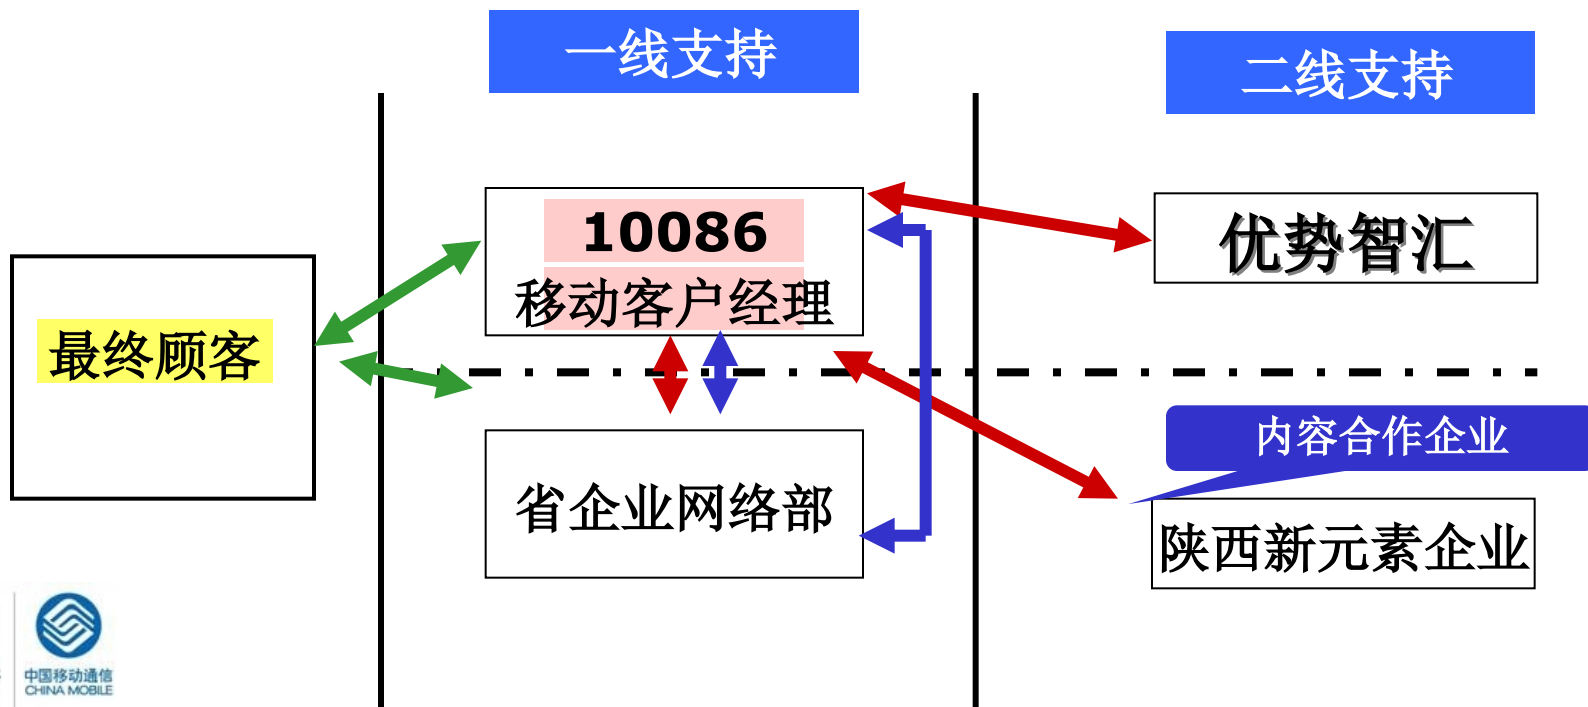 一线支持
二线支持
10086
移动客户经理
优势智汇
最终顾客
内容合作企业
省企业网络部
陕西新元素企业
中国移动通信
CHINA MOBILE